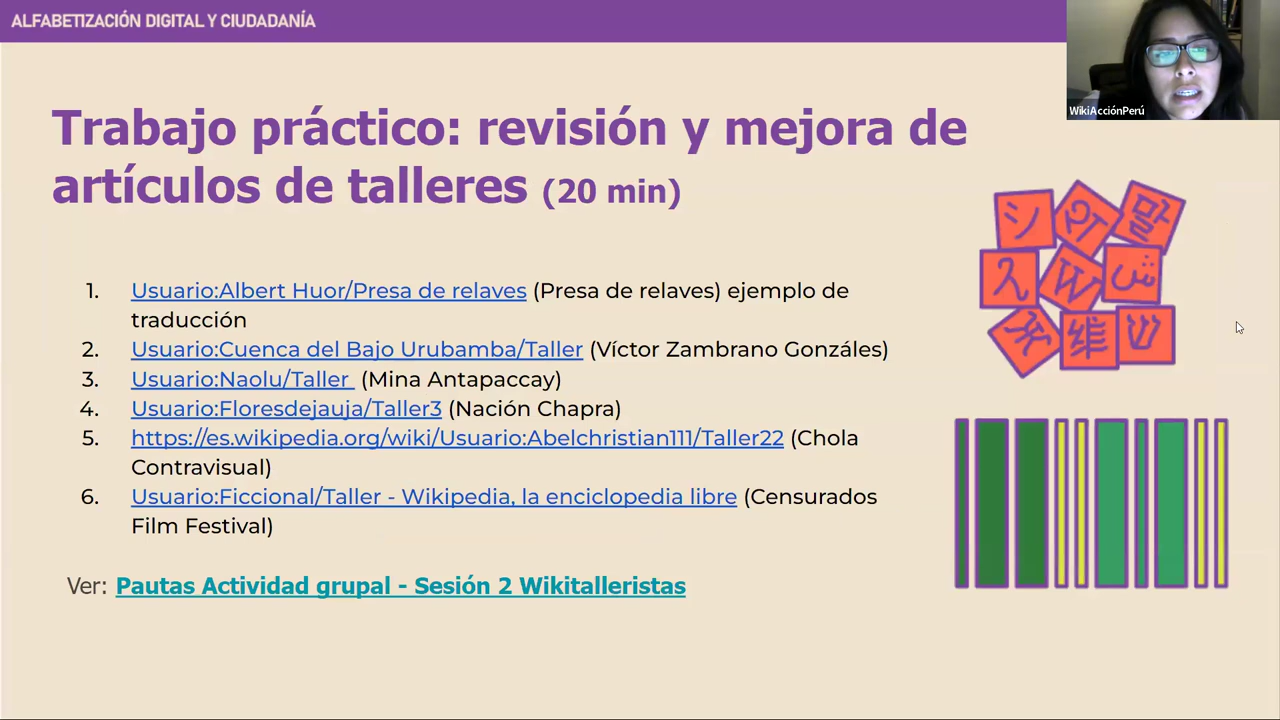 ALFABETIZACIÓN DIGITAL Y CIUDADANÍA
WikiAcciónPerú
Trabajo práctico: revisión y mejora de
artículos de talleres (20 min)
1. Usuario:Albert Huor/Presa de relaves (Presa de relaves) ejemplo de
traducción
2. Usuario:Cuenca del Bajo Urubamba/Taller (Víctor Zambrano Gonzáles)
3. Usuario:Naolu/Taller (Mina Antapaccay)
4. Usuario:Floresdejauja/Taller3 (Nación Chapra)
5. https://es.wikipedia.org/wiki/Usuario:Abelchristian111/Taller22 (Chola
Contravisual)
6. Usuario:Ficcional/Taller - Wikipedia, la enciclopedia libre (Censurados
Film Festival)
Ver: Pautas Actividad grupal - Sesión 2 Wikitalleristas
シ
말
W
维